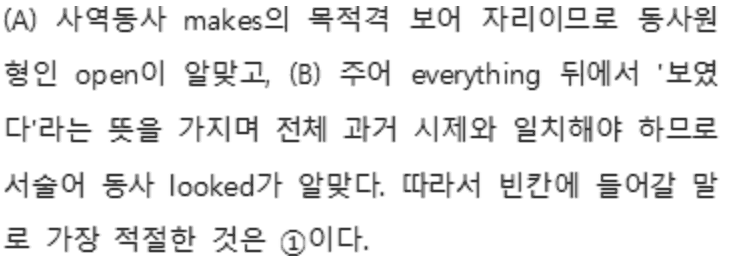 (A) 사역동사 makes의 목적격 보어 자리이므로 동사원
형인 open이 알맞고, (B) 주어 everything 뒤에서 '보였
다'라는 뜻을 가지며 전체 과거 시제와 일치해야 하므로
서술어 동사 looked가 알맞다. 따라서 빈칸에 들어갈 말
로 가장 적절한 것은 ①이다.